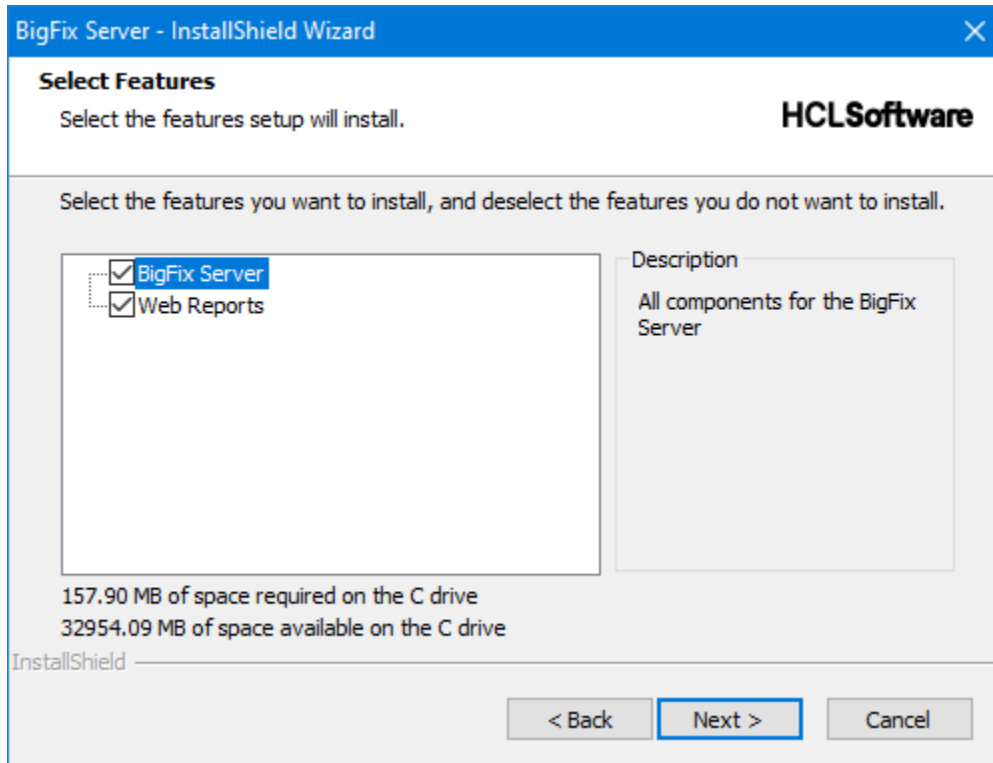 BigFix Server - InstallShield Wizard
Select Features
Select the features setup will install.
HCLSoftware
Select the features you want to install, and deselect the features you do not want to install.
BigFix Server
Web Reports
Description
All components for the BigFix
Server
157.90 MB of space required on the C drive
32954.09 MB of space available on the C drive
InstallShield
< Back
Next >
Cancel